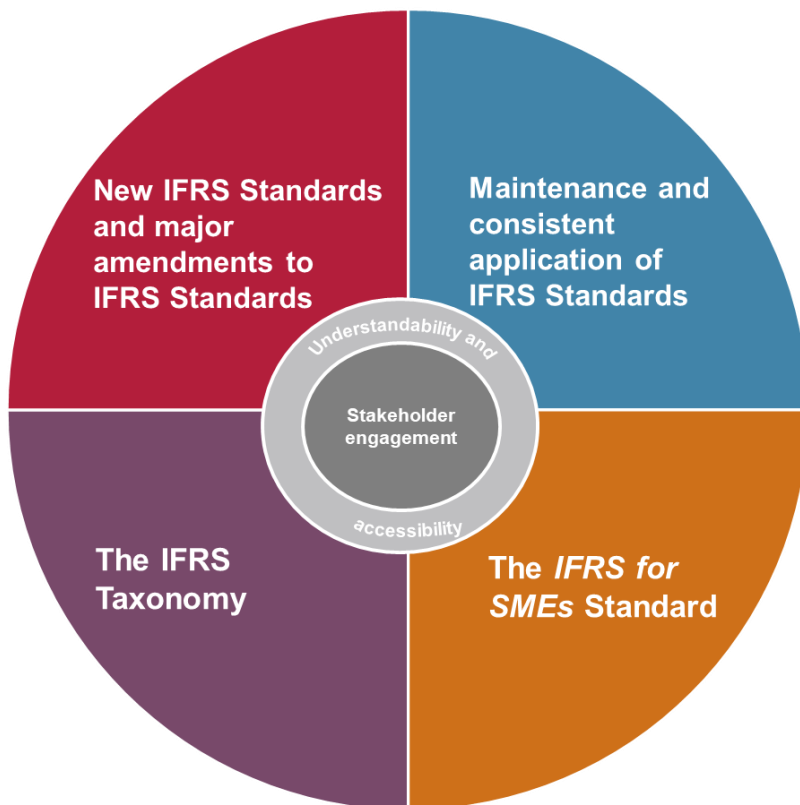 New IFRS Standards
and major
amendments to
IFRS Standards
Maintenance and
consistent
application of
IFRS Standards
Understandability and
Stakeholder
engagement
accessibility
The IFRS
Taxonomy
The IFRS for
SMEs Standard